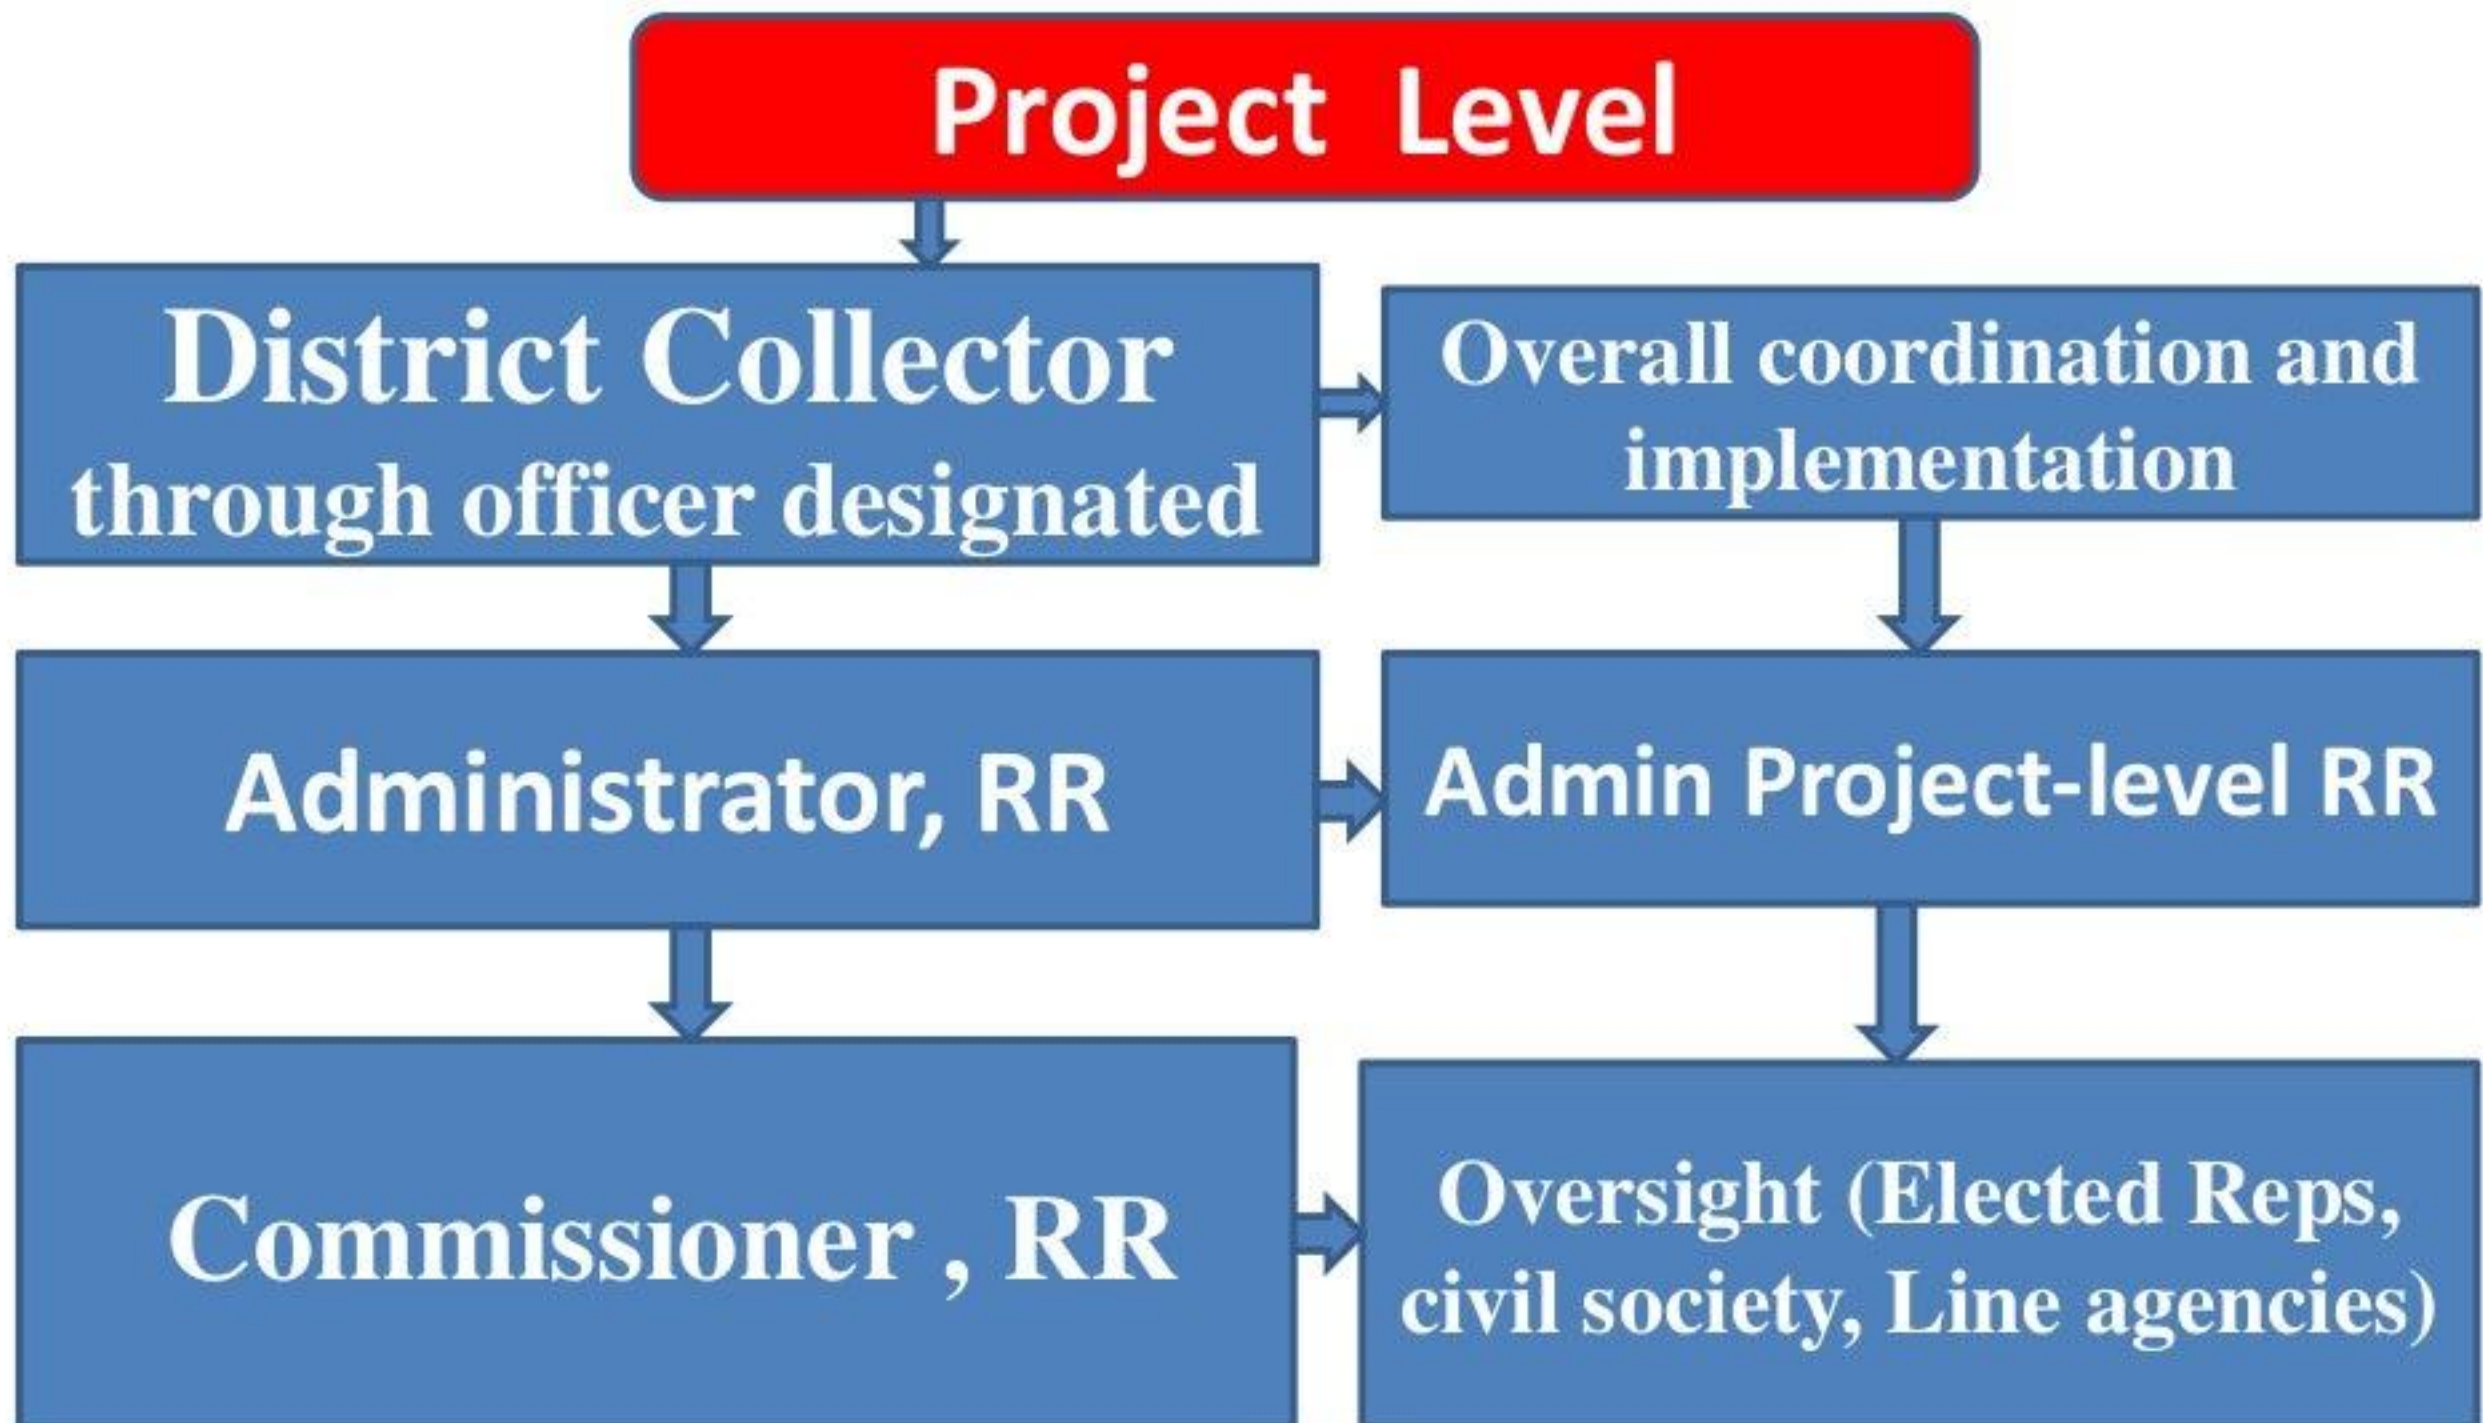 Project Level
District Collector
through officer designated
Overall coordination and
implementation
Administrator, RR
Admin Project-level RR
Commissioner , RR
Oversight (Elected Reps,
civil society, Line agencies)